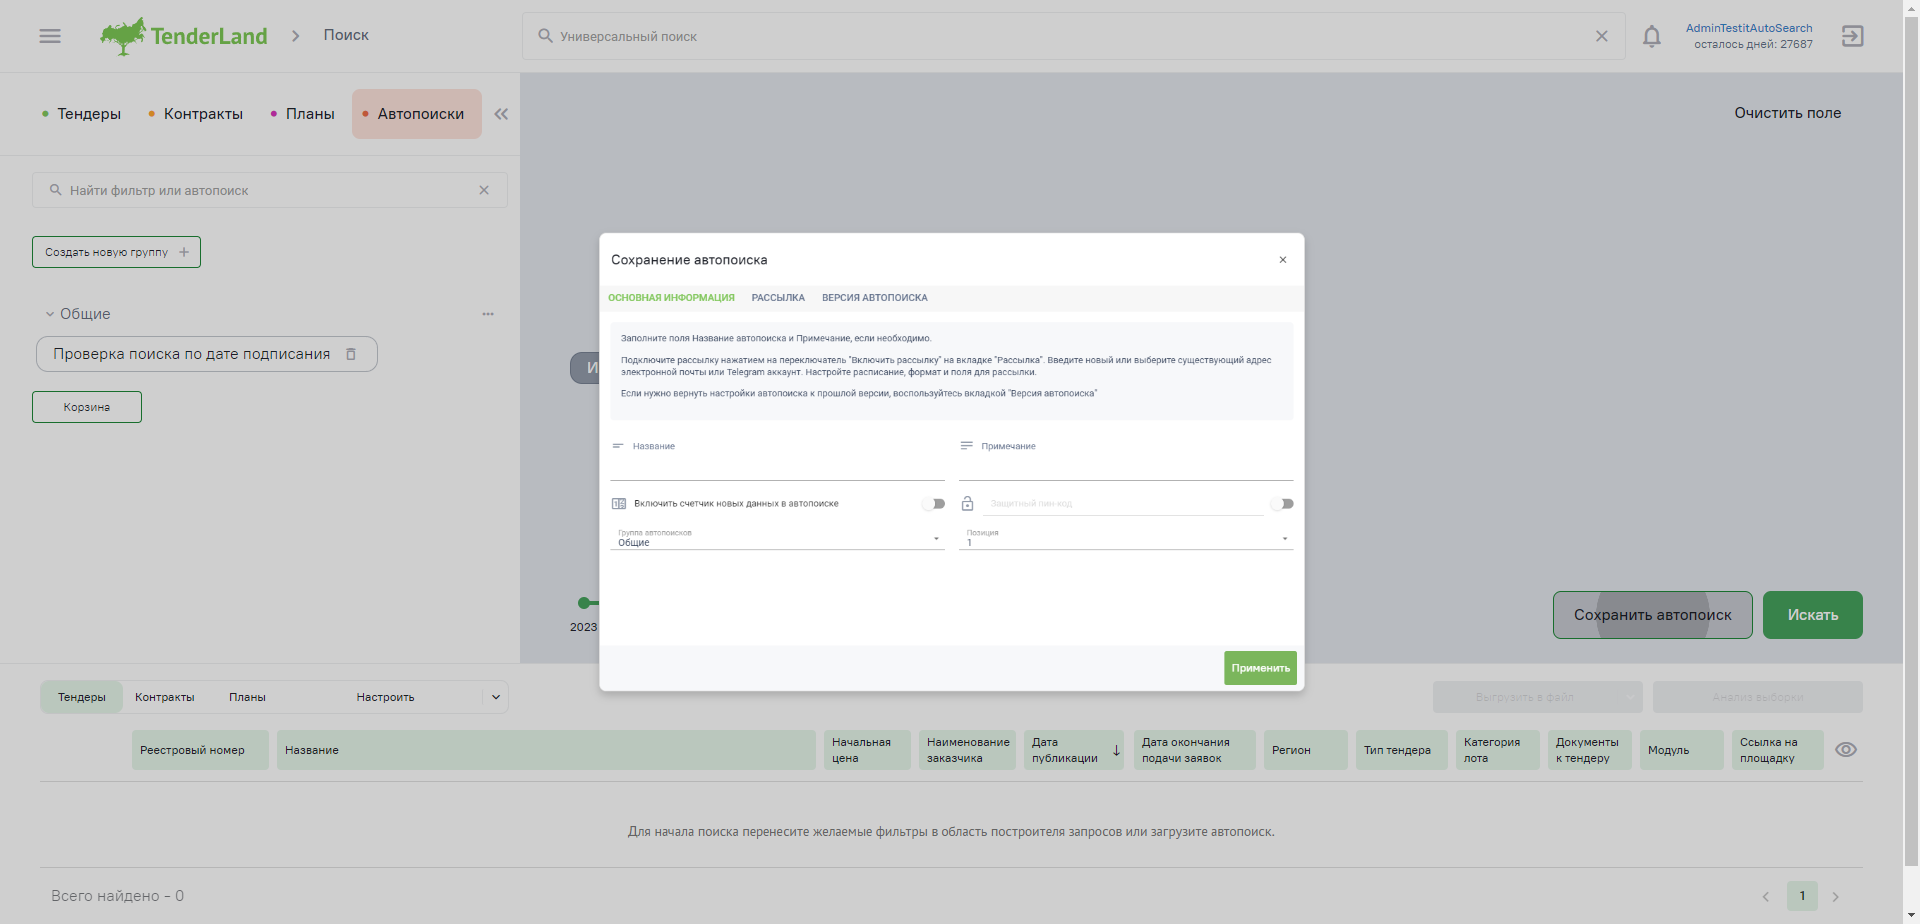 TenderLand
Поиск
Универсальный поиск
AdminTestitAutoSearch
осталось дней: 27687
Тендеры
Контракты
Планы
Автопоиски
Очистить поле
Найти фильтр или автопоиск
Создать новую группу
Общие
Проверка поиска по дате подписания
Корзина
И
2023
Сохранение автопоиска
ОСНОВНАЯ ИНФОРМАЦИЯ
РАССЫЛКА
ВЕРСИЯ АВТОПОИСКА
Заполните поля Название автопоиска и Примечание, если необходимо.
Подключите рассылку нажатием на переключатель "Включить рассылку" на вкладке "Рассылка". Введите новый или выберите существующий адрес
электронной почты или Telegram аккаунт. Настройте расписание, формат и поля для рассылки.
Если нужно вернуть настройки автопоиска к прошлой версии, воспользуйтесь вкладкой "Версия автопоиска"
Название
Примечание
Включить счетчик новых данных в автопоиске
Защитный пин-код
Группа автопоисков
Общие
Позиция
1
Применить
Сохранить автопоиск
Искать
Тендеры
Контракты
Планы
Настроить
Выгрузить в файл
Анализ выборки
Реестровый номер
Название
Начальная
цена
Наименование
заказчика
Дата
публикации
Дата окончания
подачи заявок
Регион
Тип тендера
Категория
лота
Документы
к тендеру
Модуль
Ссылка на
площадку
Для начала поиска перенесите желаемые фильтры в область построителя запросов или загрузите автопоиск.
Всего найдено - 0
1